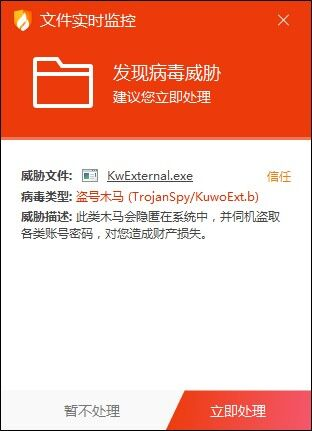 文件实时监控
发现病毒威胁
建议您立即处理
威胁文件: KwExternal.exe 信任
病毒类型: 盗号木马 (TrojanSpy/KuwoExt.b)
威胁描述: 此类木马会隐匿在系统中，并伺机盗取
各类账号密码，对您造成财产损失。
暂不处理 立即处理